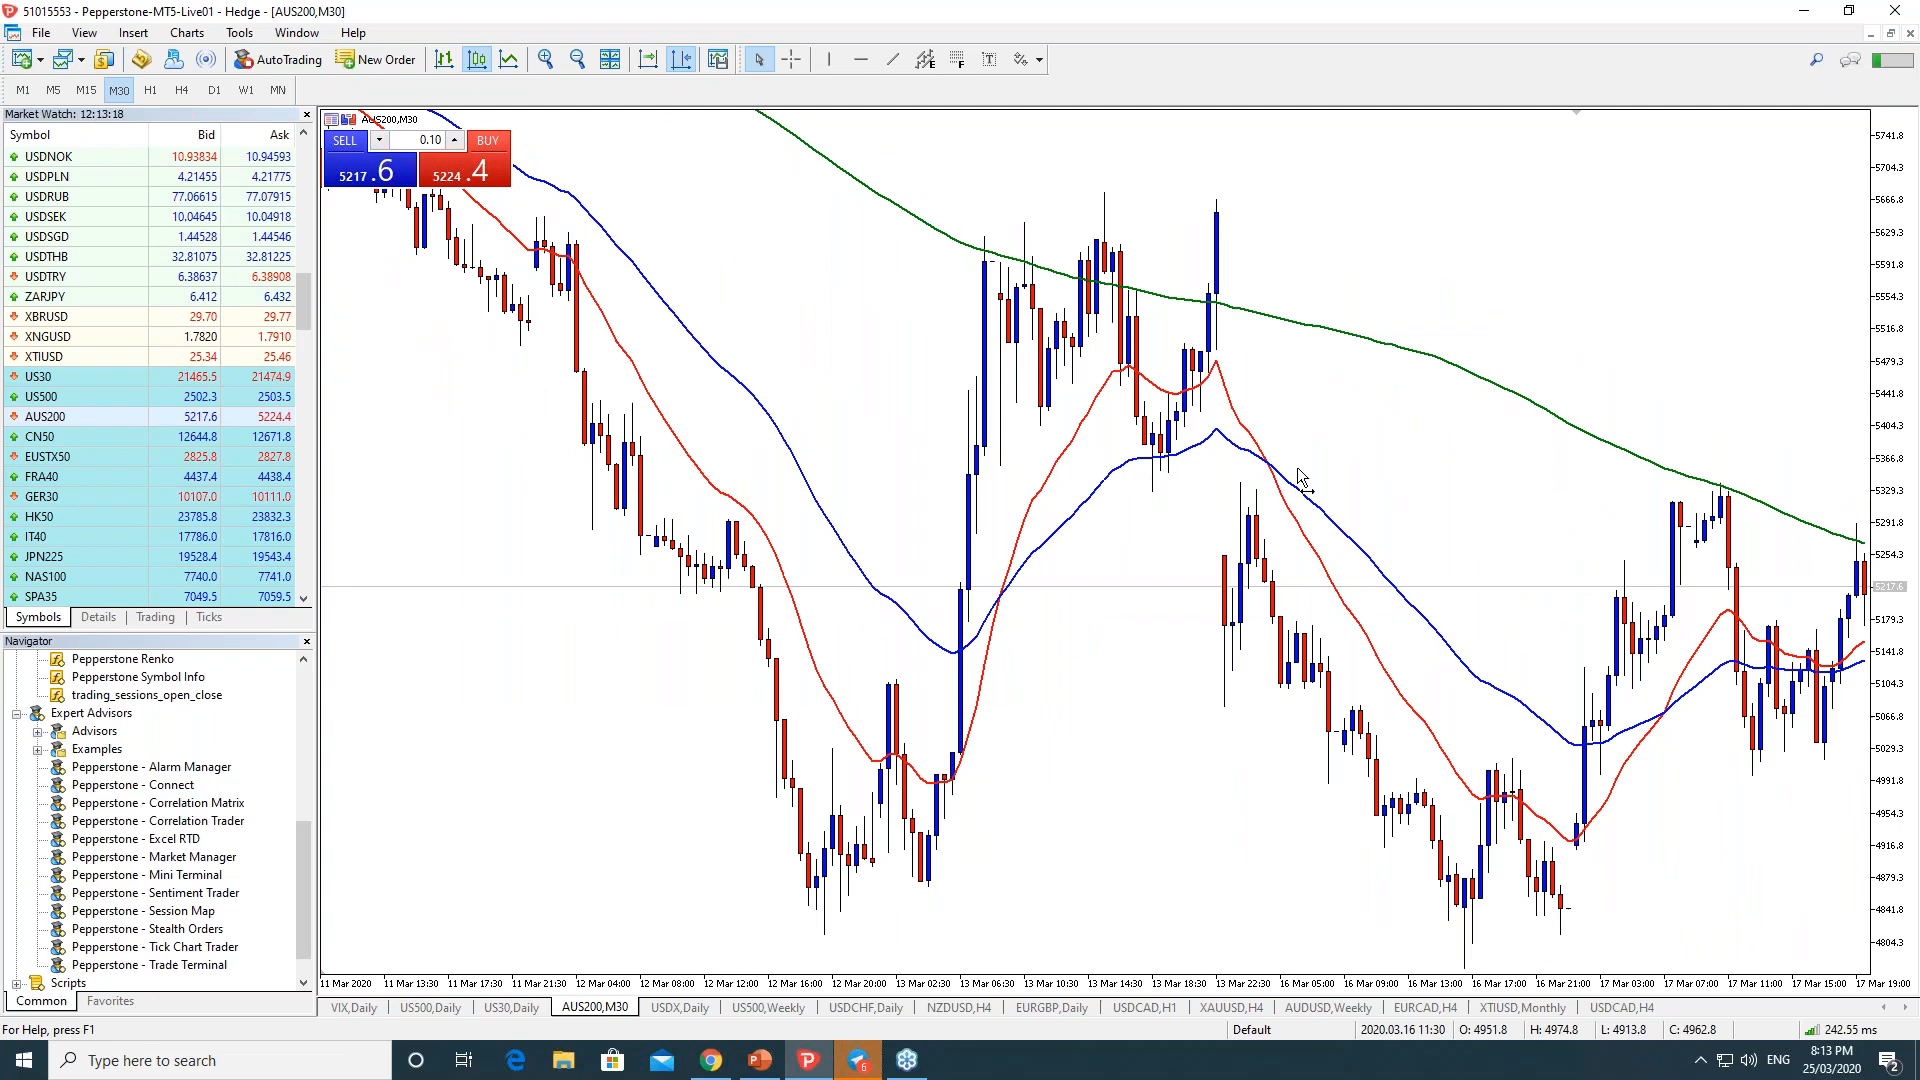 51015553 - Pepperstone-MT5-Live01 - Hedge - [AUS200,M30]
File View Insert Charts Tools Window Help
AutoTrading New Order
M1 M5 M15 M30 H1 H4 D1 W1 MN
Market Watch: 12:13:18
Symbol Bid Ask
USDNOK 10.93834 10.94593
USDPLN 4.21455 4.21775
USDRUB 77.06615 77.07915
USDSEK 10.04645 10.04918
USDSGD 1.44528 1.44546
USDTHB 32.81075 32.81225
USDTRY 6.38637 6.38908
ZARJPY 6.412 6.432
XBRUSD 29.70 29.77
XNGUSD 1.7820 1.7910
XTIUSD 25.34 25.46
US30 21465.5 21474.9
US500 2502.3 2503.5
AUS200 5217.6 5224.4
CN50 12644.8 12671.8
EUSTX50 2825.8 2827.8
FRA40 4437.4 4438.4
GER30 10107.0 10111.0
HK50 23785.8 23832.3
IT40 17786.0 17816.0
JPN225 19528.4 19543.4
NAS100 7740.0 7741.0
SPA35 7049.5 7059.5
Symbols Details Trading Ticks
Navigator
Pepperstone Renko
Pepperstone Symbol Info
trading_sessions_open_close
Expert Advisors
Advisors
Examples
Pepperstone - Alarm Manager
Pepperstone - Connect
Pepperstone - Correlation Matrix
Pepperstone - Correlation Trader
Pepperstone - Excel RTD
Pepperstone - Market Manager
Pepperstone - Mini Terminal
Pepperstone - Sentiment Trader
Pepperstone - Session Map
Pepperstone - Stealth Orders
Pepperstone - Tick Chart Trader
Pepperstone - Trade Terminal
Scripts
Common Favorites
AUS200,M30
SELL 0.10 BUY
5217.6 5224.4
5741.8
5704.3
5666.8
5629.3
5591.8
5554.3
5516.8
5479.3
5441.8
5404.3
5366.8
5329.3
5291.8
5254.3
5217.6
5179.3
5141.8
5104.3
5066.8
5029.3
4991.8
4954.3
4916.8
4879.3
4841.8
4804.3
11 Mar 2020 11 Mar 13:30 11 Mar 17:30 11 Mar 21:30 12 Mar 04:00 12 Mar 08:00 12 Mar 12:00 12 Mar 16:00 12 Mar 20:00 13 Mar 02:30 13 Mar 06:30 13 Mar 10:30 13 Mar 14:30 13 Mar 18:30 13 Mar 22:30 16 Mar 05:00 16 Mar 09:00 16 Mar 13:00 16 Mar 17:00 16 Mar 21:00 17 Mar 03:00 17 Mar 07:00 17 Mar 11:00 17 Mar 15:00 17 Mar 19:00
VIX,Daily US500,Daily US30,Daily AUS200,M30 USDX,Daily US500,Weekly USDCHF,Daily NZDUSD,H4 EURGBP,Daily USDCAD,H1 XAUUSD,H4 AUDUSD,Weekly EURCAD,H4 XTIUSD,Monthly USDCAD,H4
For Help, press F1 Default 2020.03.16 11:30 O: 4951.8 H: 4974.8 L: 4913.8 C: 4962.8 242.55 ms
Type here to search 6 ENG 8:13 PM
25/03/2020 2